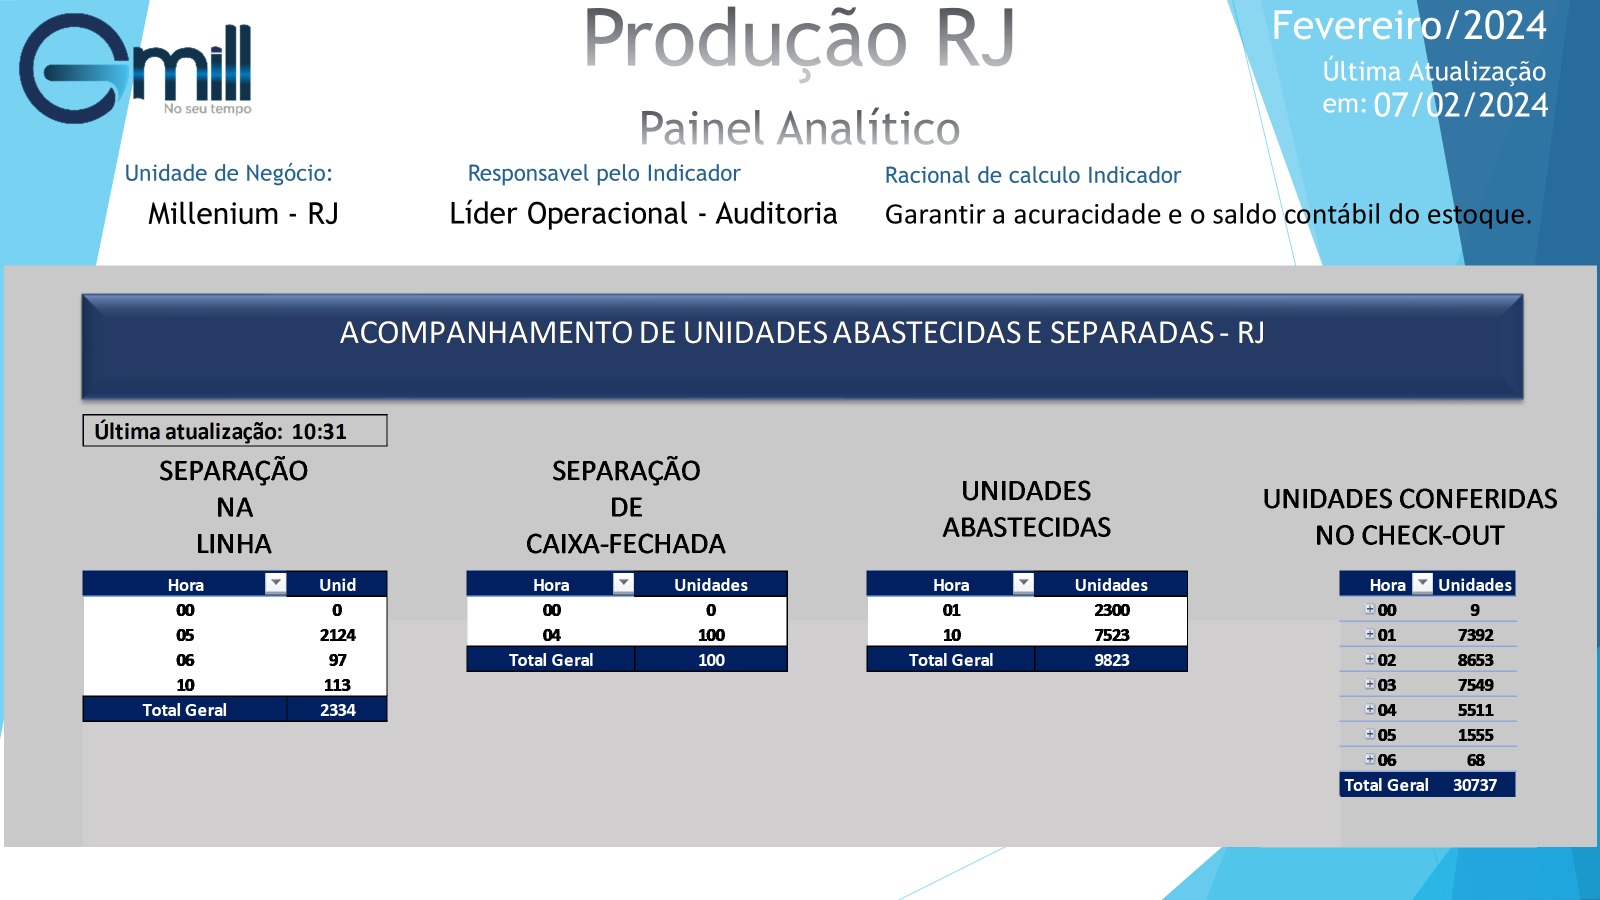 Gmill
No seu tempo
Produção RJ
Painel Analítico
Fevereiro/2024
Última Atualização
em: 07/02/2024
Unidade de Negócio:
Millenium - RJ
Responsavel pelo Indicador
Líder Operacional - Auditoria
Racional de calculo Indicador
Garantir a acuracidade e o saldo contábil do estoque.
ACOMPANHAMENTO DE UNIDADES ABASTECIDAS E SEPARADAS - RJ
Última atualização: 10:31
SEPARAÇÃO
NA
LINHA
Hora Unid
00 0
05 2124
06 97
10 113
Total Geral 2334
SEPARAÇÃO
DE
CAIXA-FECHADA
Hora Unidades
00 0
04 100
Total Geral 100
UNIDADES
ABASTECIDAS
Hora Unidades
01 2300
10 7523
Total Geral 9823
UNIDADES CONFERIDAS
NO CHECK-OUT
Hora Unidades
00 9
01 7392
02 8653
03 7549
04 5511
05 1555
06 68
Total Geral 30737